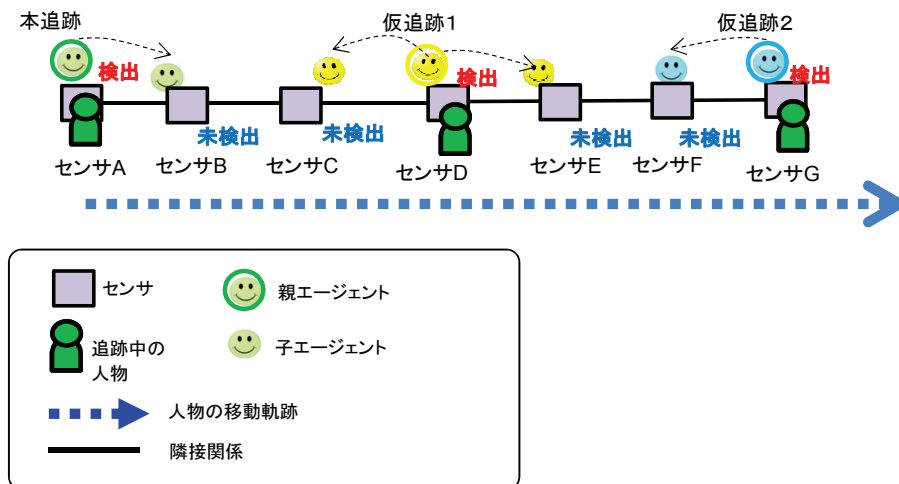 本追跡
仮追跡1
仮追跡2
検出
検出
検出
未検出
未検出
未検出
未検出
センサA
センサB
センサC
センサD
センサE
センサF
センサG
センサ
親エージェント
追跡中の
人物
子エージェント
人物の移動軌跡
隣接関係